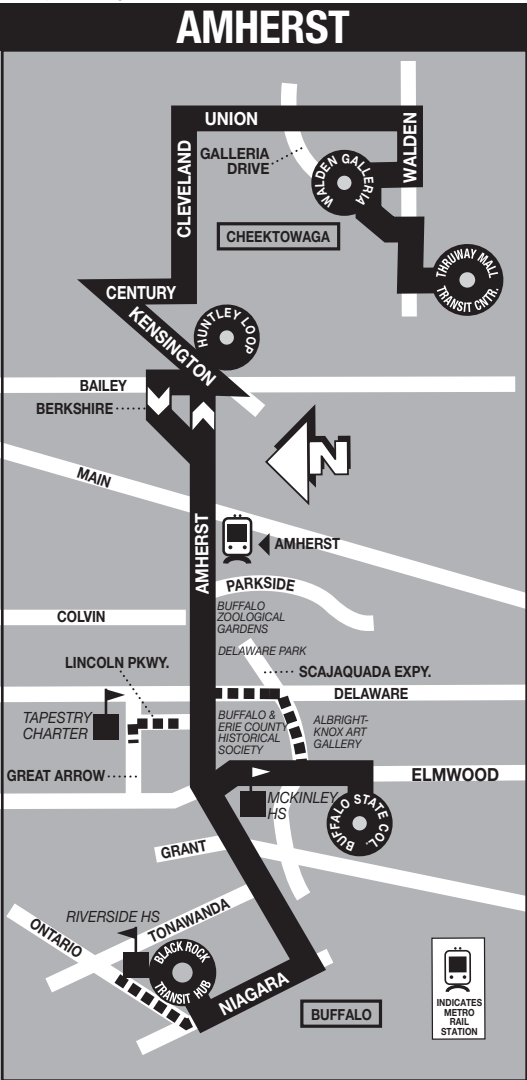 AMHERST
UNION
GALLERIA
DRIVE
WALDEN GALLERIA
WALDEN
CLEVELAND
CHEEKTOWAGA
THRUWAY MALL
TRANSIT CNTR.
CENTURY
KENSINGTON
HUNTLEY LOOP
BAILEY
BERKSHIRE
N
MAIN
AMHERST
AMHERST
PARKSIDE
COLVIN
BUFFALO
ZOOLOGICAL
GARDENS
DELAWARE PARK
LINCOLN PKWY.
SCAJAQUADA EXPY.
DELAWARE
TAPESTRY
CHARTER
BUFFALO &
ERIE COUNTY
HISTORICAL
SOCIETY
ALBRIGHT-
KNOX ART
GALLERY
GREAT ARROW
ELMWOOD
MCKINLEY
HS
BUFFALO STATE COL.
GRANT
RIVERSIDE HS
TONAWANDA
ONTARIO
BLACK ROCK
TRANSIT HUB
NIAGARA
BUFFALO
INDICATES
METRO
RAIL
STATION